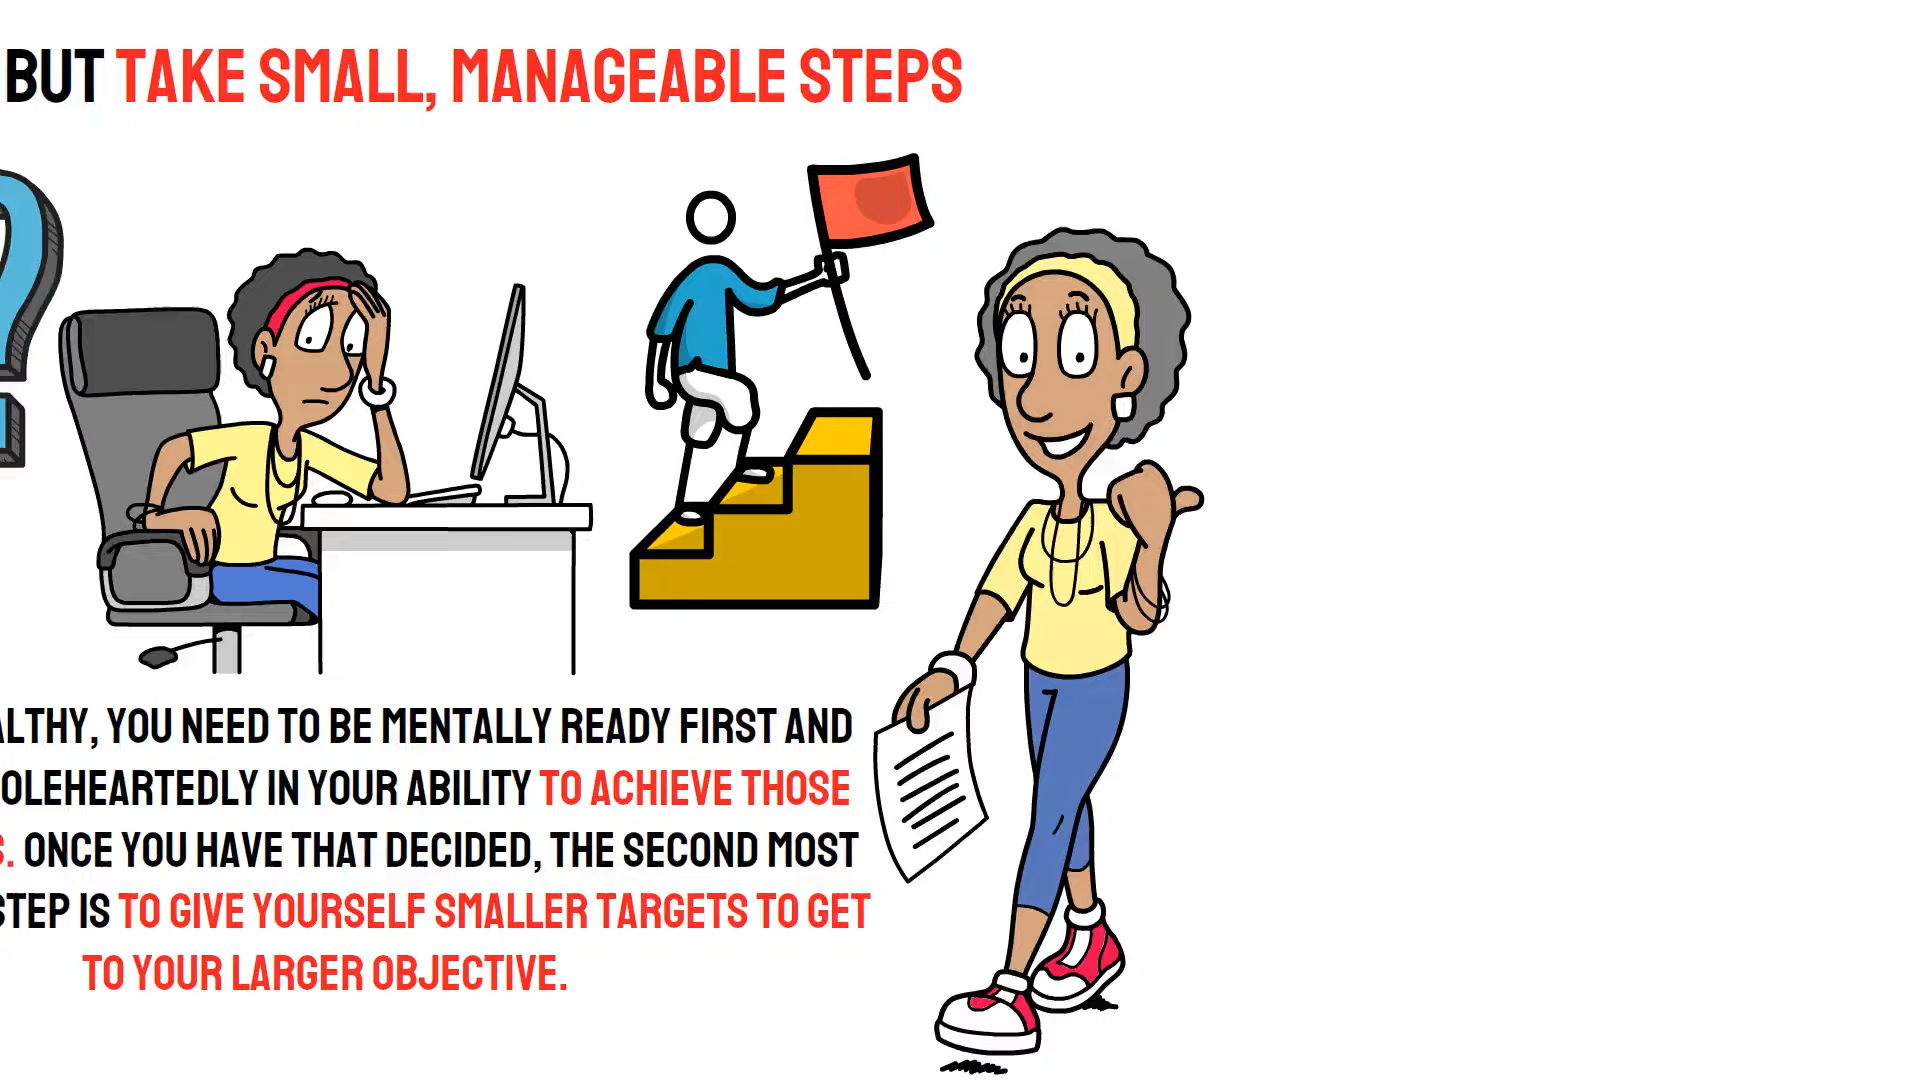 BUT TAKE SMALL, MANAGEABLE STEPS
ALTHY, YOU NEED TO BE MENTALLY READY FIRST AND
OLEHEARTEDLY IN YOUR ABILITY TO ACHIEVE THOSE
S. ONCE YOU HAVE THAT DECIDED, THE SECOND MOST
STEP IS TO GIVE YOURSELF SMALLER TARGETS TO GET
TO YOUR LARGER OBJECTIVE.